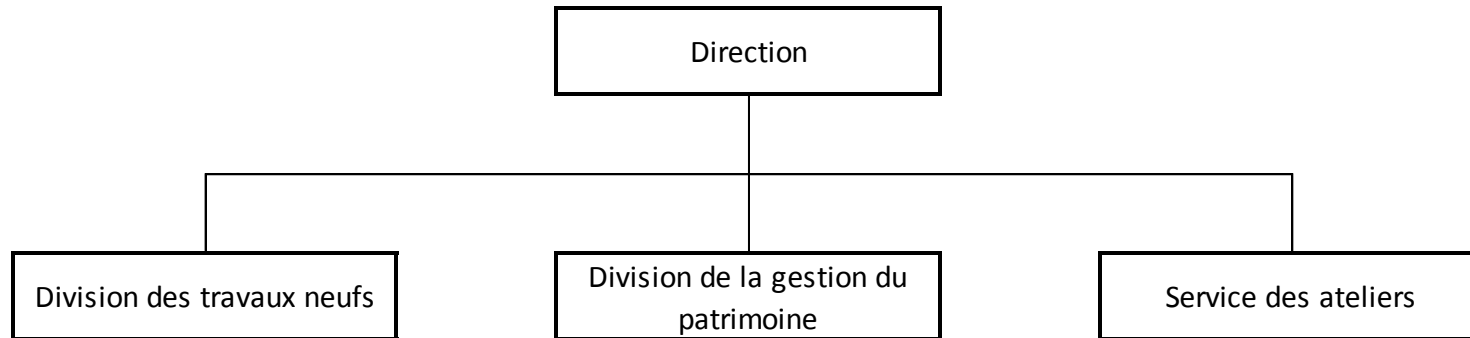 Direction
Division des travaux neufs
Division de la gestion du
patrimoine
Service des ateliers